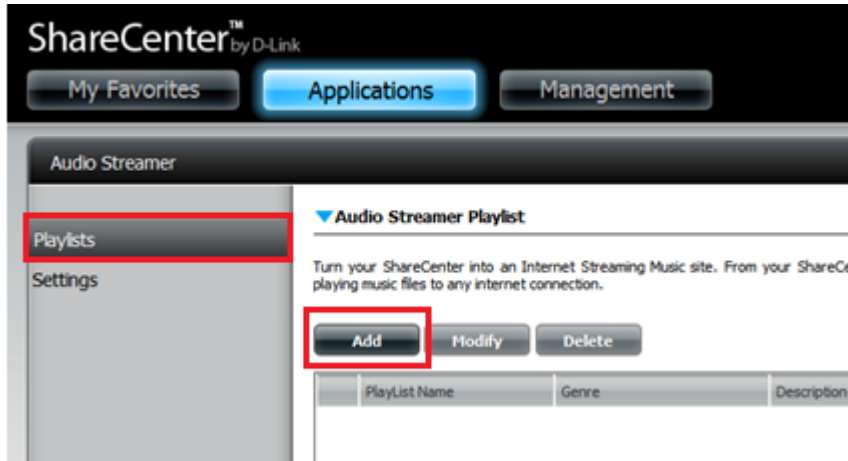 ShareCenter™ by D-Link
My Favorites Applications Management
Audio Streamer
Playlists
Settings
Audio Streamer Playlist
Turn your ShareCenter into an Internet Streaming Music site. From your
playing music files to any internet connection.
Add Modify Delete
PlayList Name Genre Description